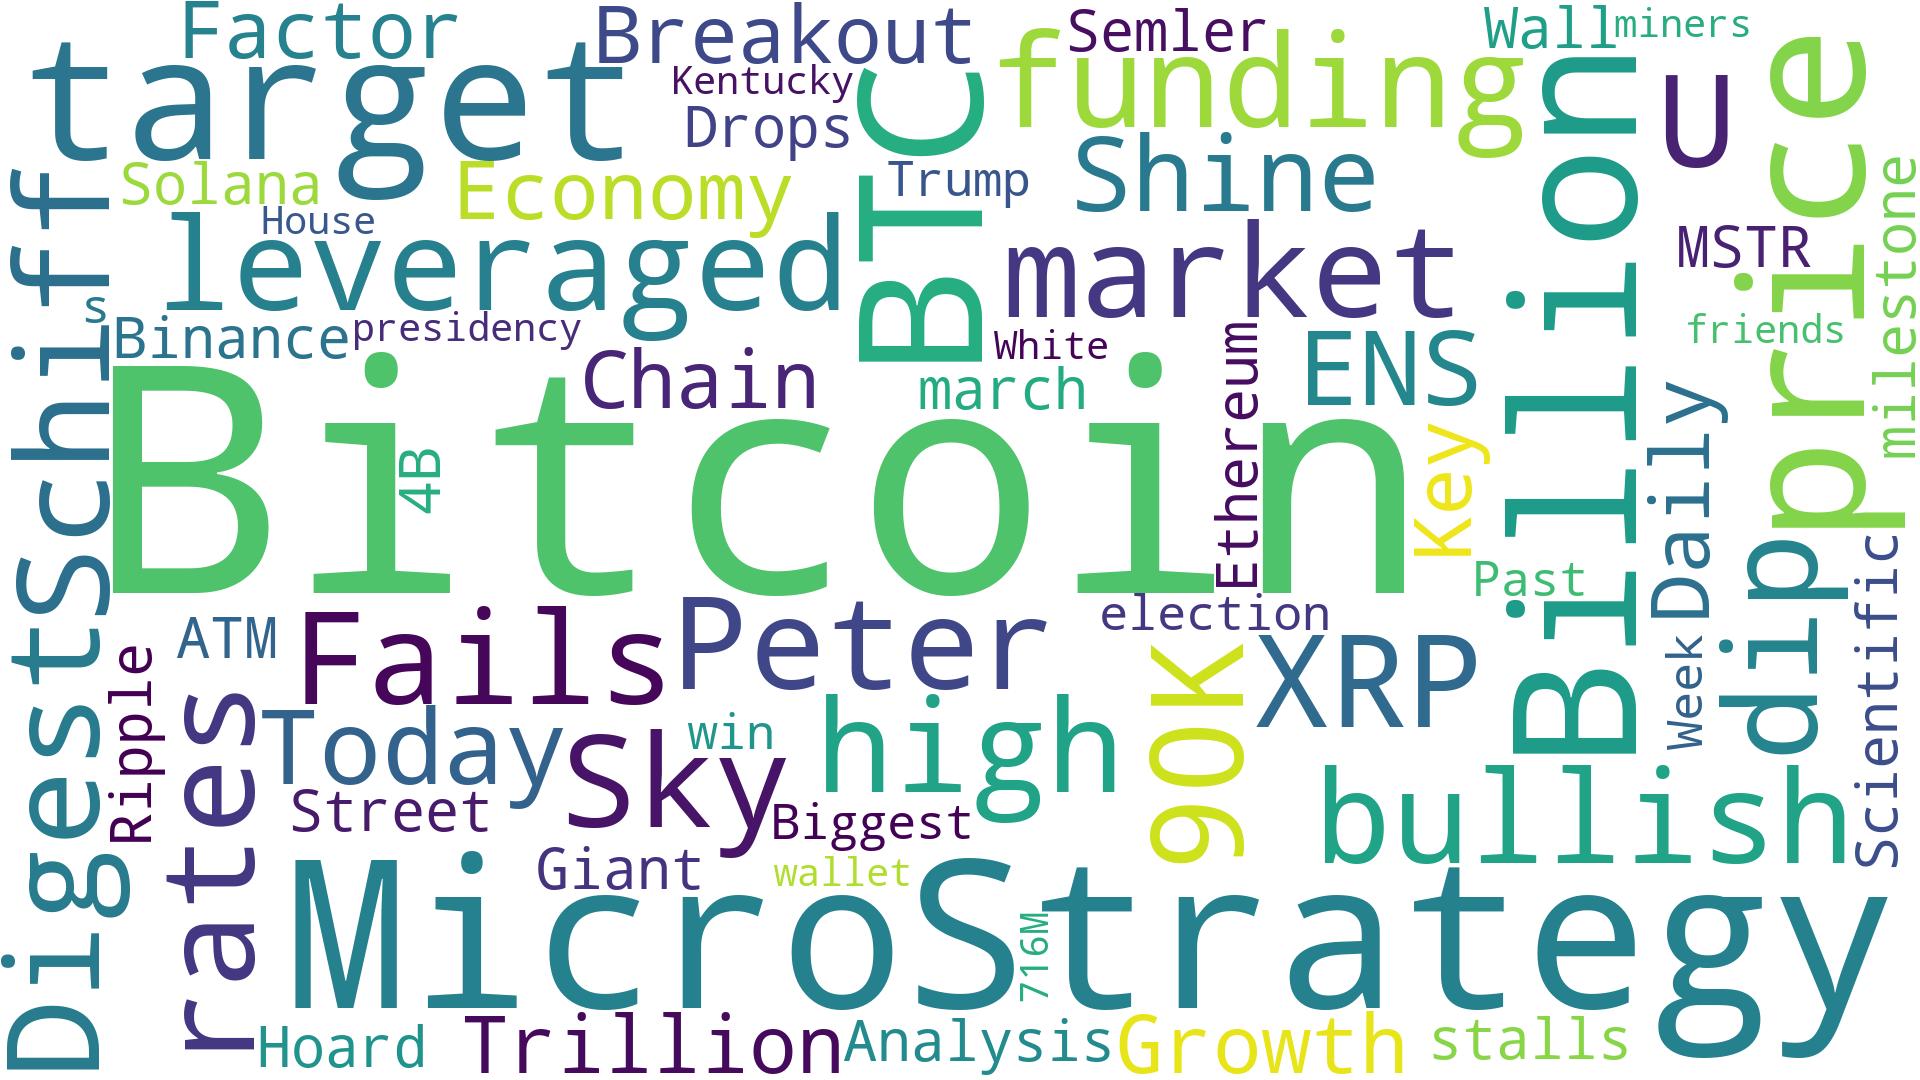 Factor
Breakout
Semler
Wall
miners
target
Kentucky
funding
Drops
BTC
Billion
U
price
Solana
Economy
Trump
Shine
milestone
House
leveraged
market
MSTR
Schiff
s
Binance
presidency
White
friends
Chain
march
Ethereum
ENS
Daily
Bitcoin
4B
Key
Past
dip
Scientific
Digest
ATM
Fails
Peter
election
XRP
Week
Ripple
rates
Today
Sky
win
high
90K
bullish
Street
Biggest
Giant
wallet
MicroStrategy
716M
Hoard
Trillion
Analysis
Growth
stalls